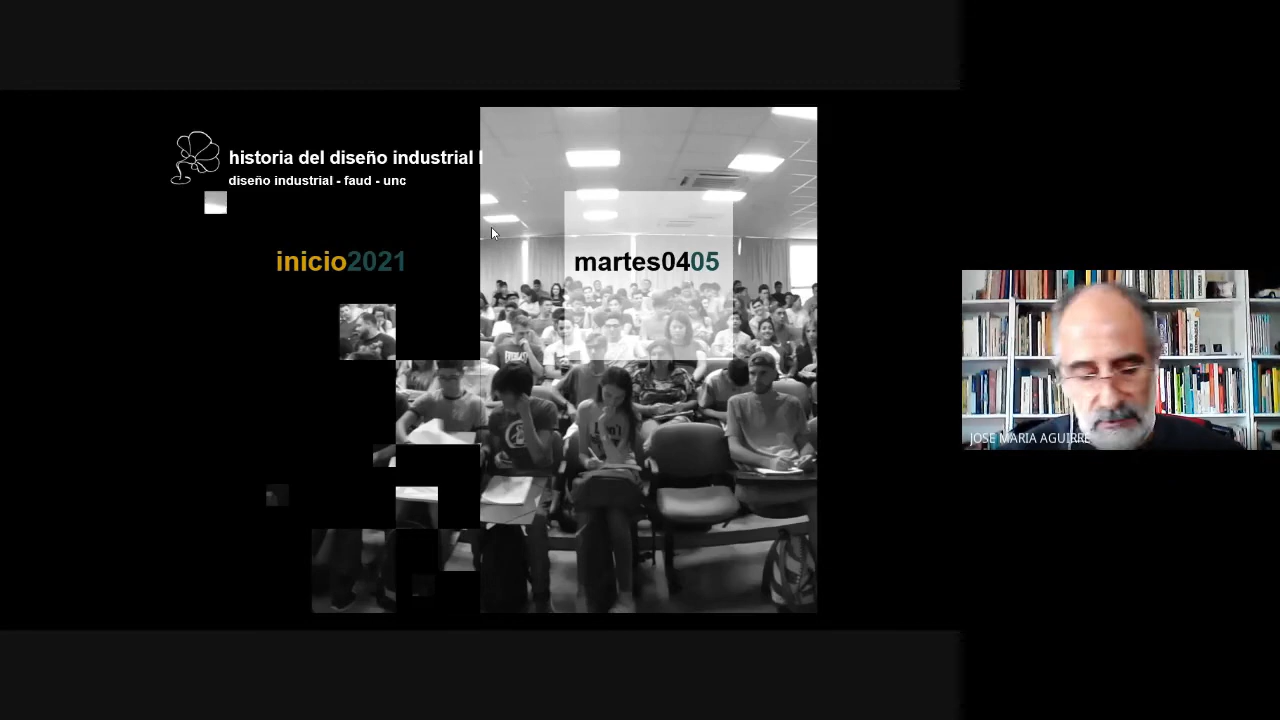 historia del diseño industrial I
diseño industrial - faud - unc
inicio2021
martes0405
JOSE MARIA AGUIRRE